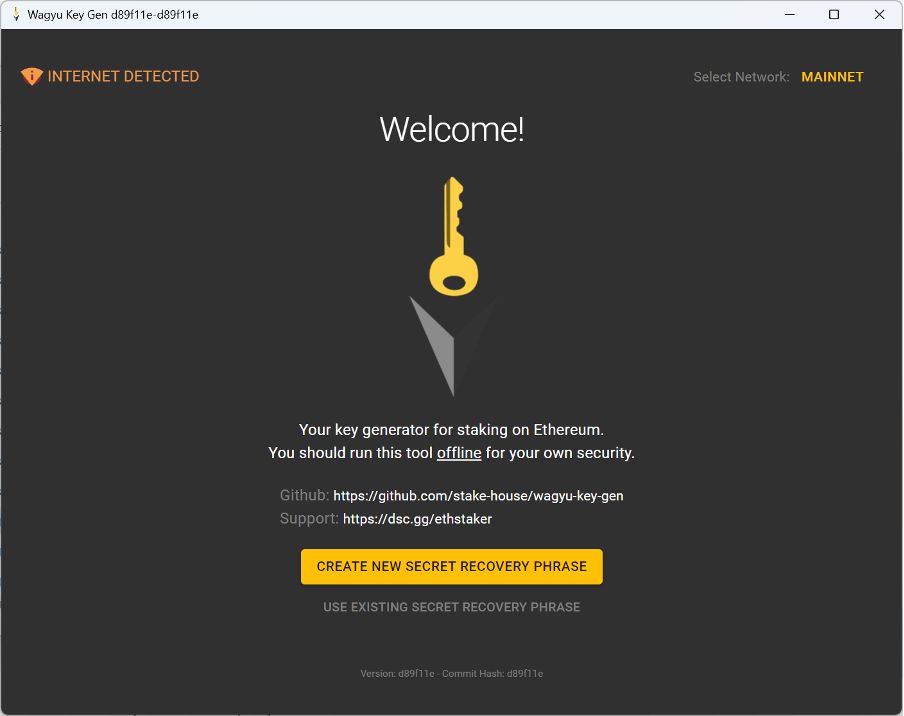 Wagyu Key Gen d89f11e-d89f11e
INTERNET DETECTED
Select Network: MAINNET
Welcome!
Your key generator for staking on Ethereum.
You should run this tool offline for your own security.
Github: https://github.com/stake-house/wagyu-key-gen
Support: https://dsc.gg/ethstaker
CREATE NEW SECRET RECOVERY PHRASE
USE EXISTING SECRET RECOVERY PHRASE
Version: d89f11e - Commit Hash: d89f11e